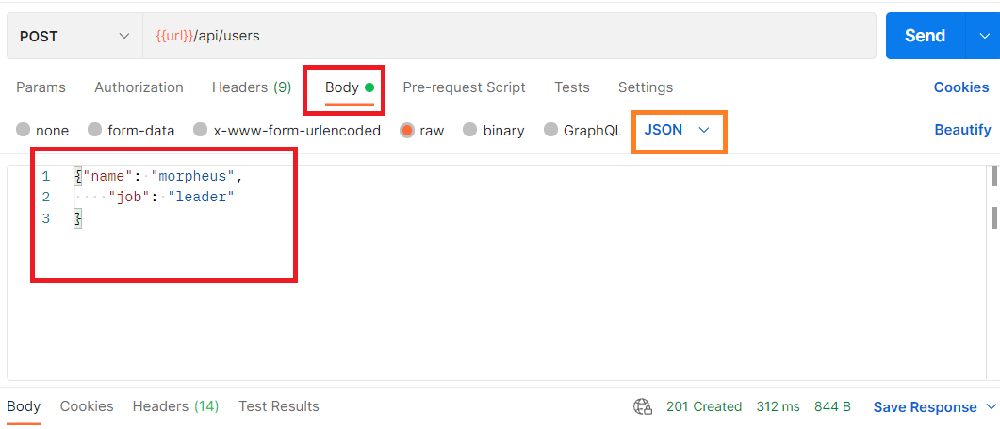 POST {{url}}/api/users Send
Params Authorization Headers (9) Body Pre-request Script Tests Settings Cookies
none form-data x-www-form-urlencoded raw binary GraphQL JSON Beautify
1 {"name": "morpheus",
2 "job": "leader"
3 }
Body Cookies Headers (14) Test Results 201 Created 312 ms 844 B Save Response